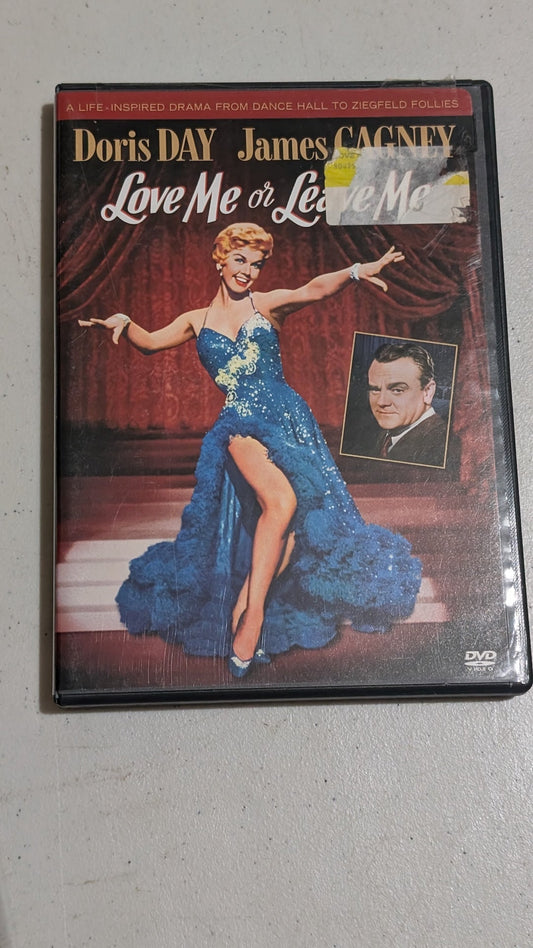 A LIFE-INSPIRED DRAMA FROM DANCE HALL TO ZIEGFELD FOLLIES
Doris DAY James CAGNEY
Love Me or Leave Me
DVD
VIDEO